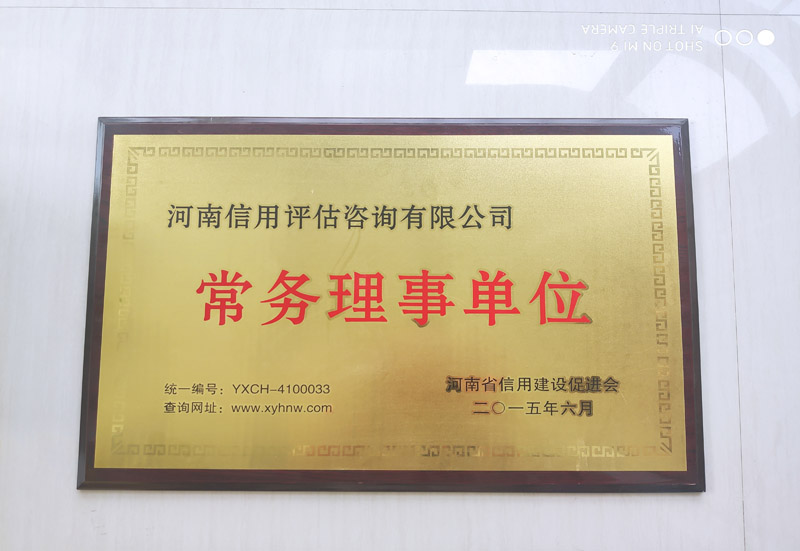 SHOT ON MI 9
AI TRIPLE CAMERA
河南信用评估咨询有限公司
常务理事单位
统一编号：YXCH-4100033
查询网址：www.xyhnw.com
河南省信用建设促进会
二〇一五年六月